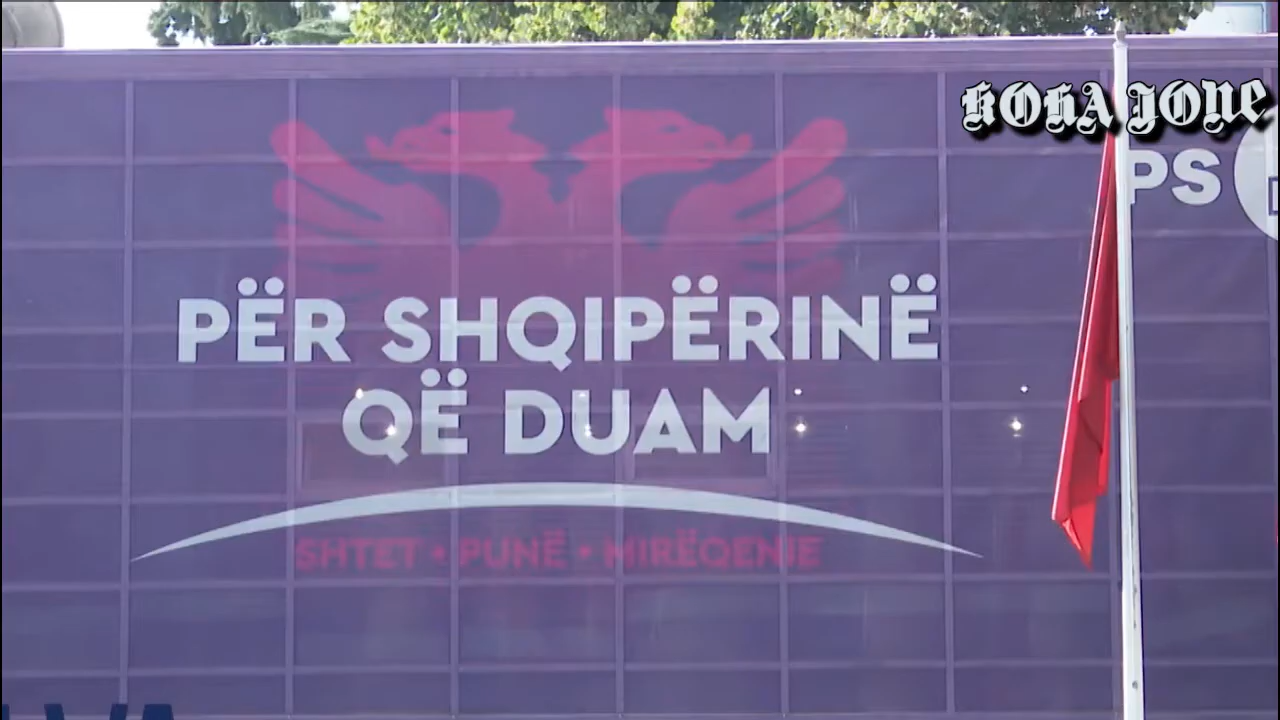 KOHA JONE
PS
PËR SHQIPËRINË
QË DUAM
SHTET • PUNË • MIRËQENIE